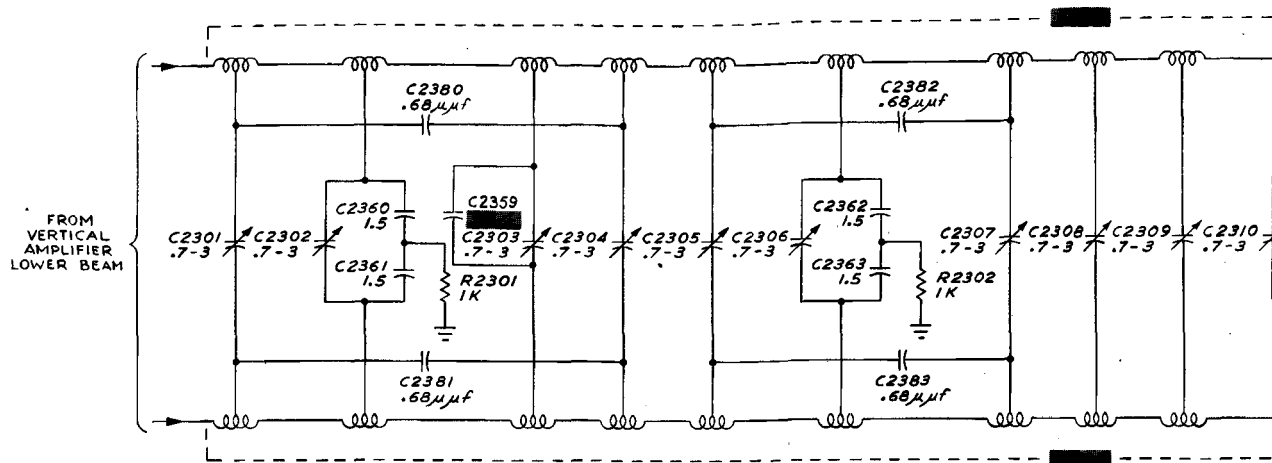 C2380
.68μμf
C2382
.68μμf
C2359
C2360
1.5
C2362
1.5
FROM
VERTICAL
AMPLIFIER
LOWER BEAM
C2301
.7-3
C2302
.7-3
C2303
.7-3
C2304
.7-3
C2305
.7-3
C2306
.7-3
C2307
.7-3
C2308
.7-3
C2309
.7-3
C2310
.7-3
C2361
1.5
C2363
1.5
R2301
1K
R2302
1K
C2381
.68μμf
C2383
.68μμf